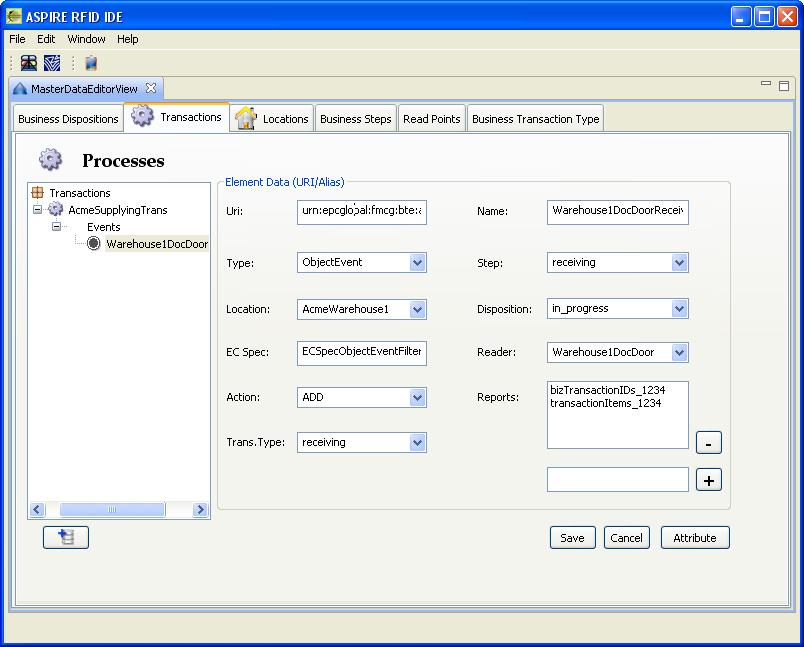 ASPIRE RFID IDE
File Edit Window Help
MasterDataEditorView
Business Dispositions Transactions Locations Business Steps Read Points Business Transaction Type
Processes
Transactions
AcmeSupplyingTrans
Events
Warehouse1DocDoor
Element Data (URI/Alias)
Uri: urn:epcglobal:fmcg:bte:a Name: Warehouse1DocDoorReceiv
Type: ObjectEvent Step: receiving
Location: AcmeWarehouse1 Disposition: in_progress
EC Spec: ECSpecObjectEventFilter Reader: Warehouse1DocDoor
Action: ADD Reports: bizTransactionIDs_1234
transactionItems_1234
Trans.Type: receiving -
+
Save Cancel Attribute